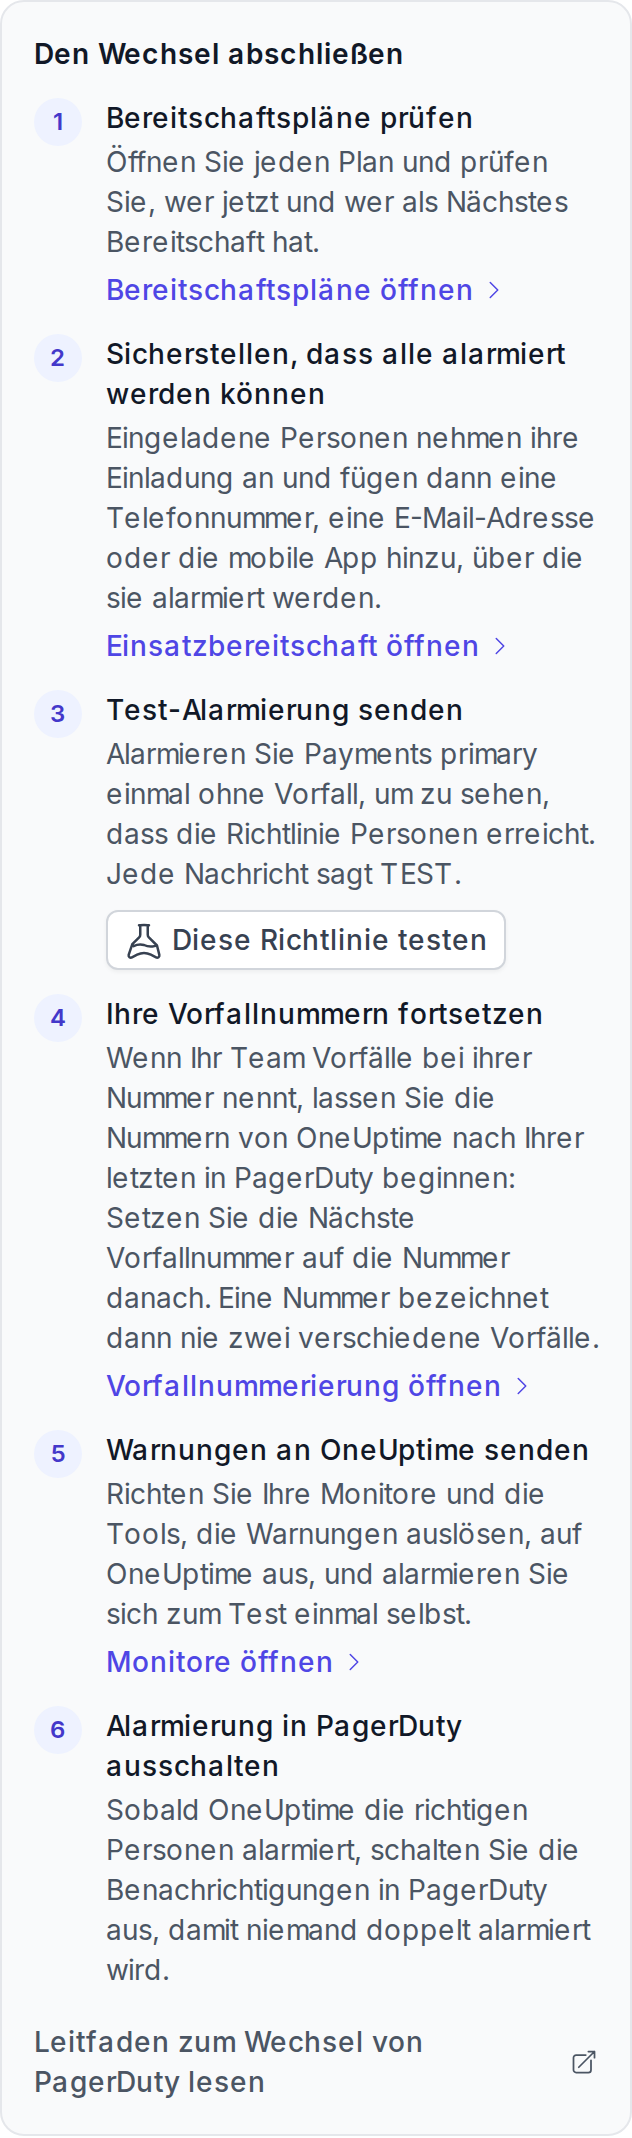 Den Wechsel abschließen
1
Bereitschaftspläne prüfen
Öffnen Sie jeden Plan und prüfen
Sie, wer jetzt und wer als Nächstes
Bereitschaft hat.
Bereitschaftspläne öffnen
2
Sicherstellen, dass alle alarmiert
werden können
Eingeladene Personen nehmen ihre
Einladung an und fügen dann eine
Telefonnummer, eine E-Mail-Adresse
oder die mobile App hinzu, über die
sie alarmiert werden.
Einsatzbereitschaft öffnen
3
Test-Alarmierung senden
Alarmieren Sie Payments primary
einmal ohne Vorfall, um zu sehen,
dass die Richtlinie Personen erreicht.
Jede Nachricht sagt TEST.
Diese Richtlinie testen
4
Ihre Vorfallnummern fortsetzen
Wenn Ihr Team Vorfälle bei ihrer
Nummer nennt, lassen Sie die
Nummern von OneUptime nach Ihrer
letzten in PagerDuty beginnen:
Setzen Sie die Nächste
Vorfallnummer auf die Nummer
danach. Eine Nummer bezeichnet
dann nie zwei verschiedene Vorfälle.
Vorfallnummerierung öffnen
5
Warnungen an OneUptime senden
Richten Sie Ihre Monitore und die
Tools, die Warnungen auslösen, auf
OneUptime aus, und alarmieren Sie
sich zum Test einmal selbst.
Monitore öffnen
6
Alarmierung in PagerDuty
ausschalten
Sobald OneUptime die richtigen
Personen alarmiert, schalten Sie die
Benachrichtigungen in PagerDuty
aus, damit niemand doppelt alarmiert
wird.
Leitfaden zum Wechsel von
PagerDuty lesen